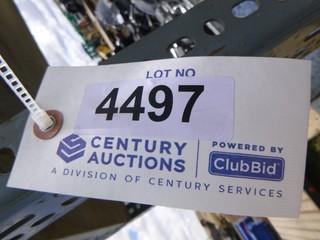 LOT NO
4497
CENTURY AUCTIONS
POWERED BY
ClubBid
A DIVISION OF CENTURY SERVICES